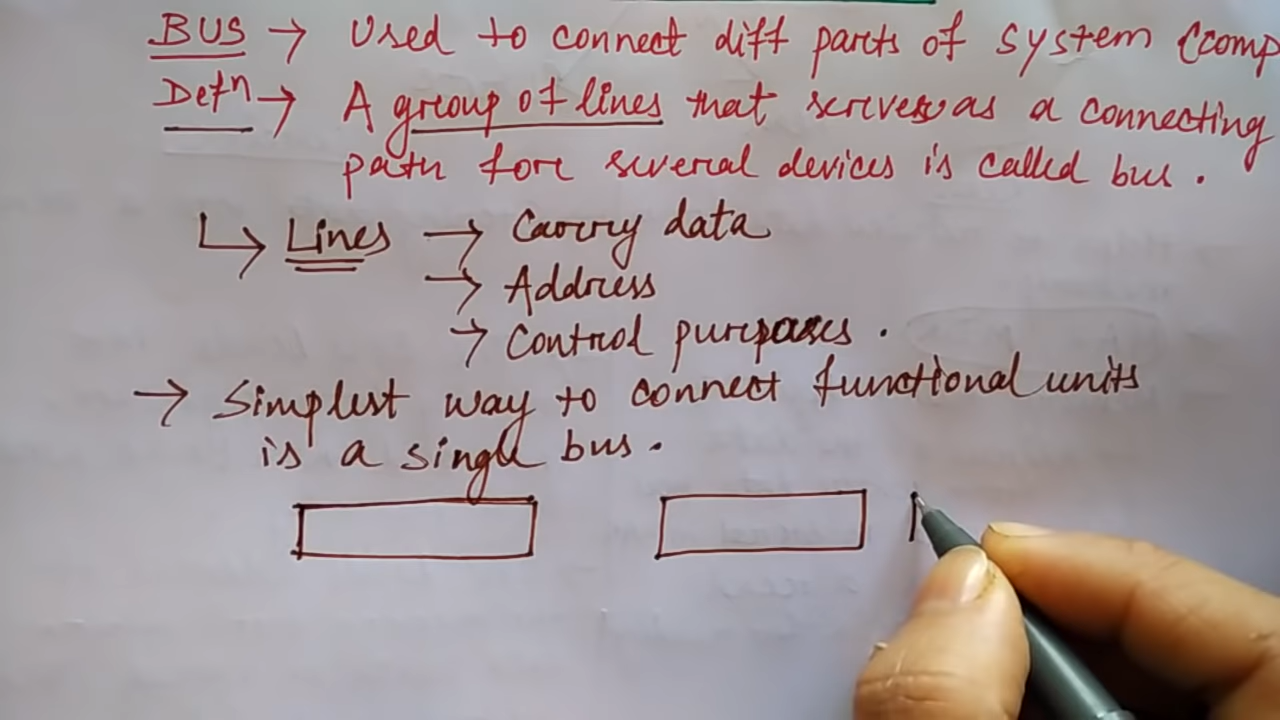 BUS → Used to connect diff parts of system (comp
Defn → A group of lines that serves as a connecting
path for several devices is called bus.
↳ Lines → Carry data
→ Address
→ Control purposes.
→ Simplest way to connect functional units
is a single bus.